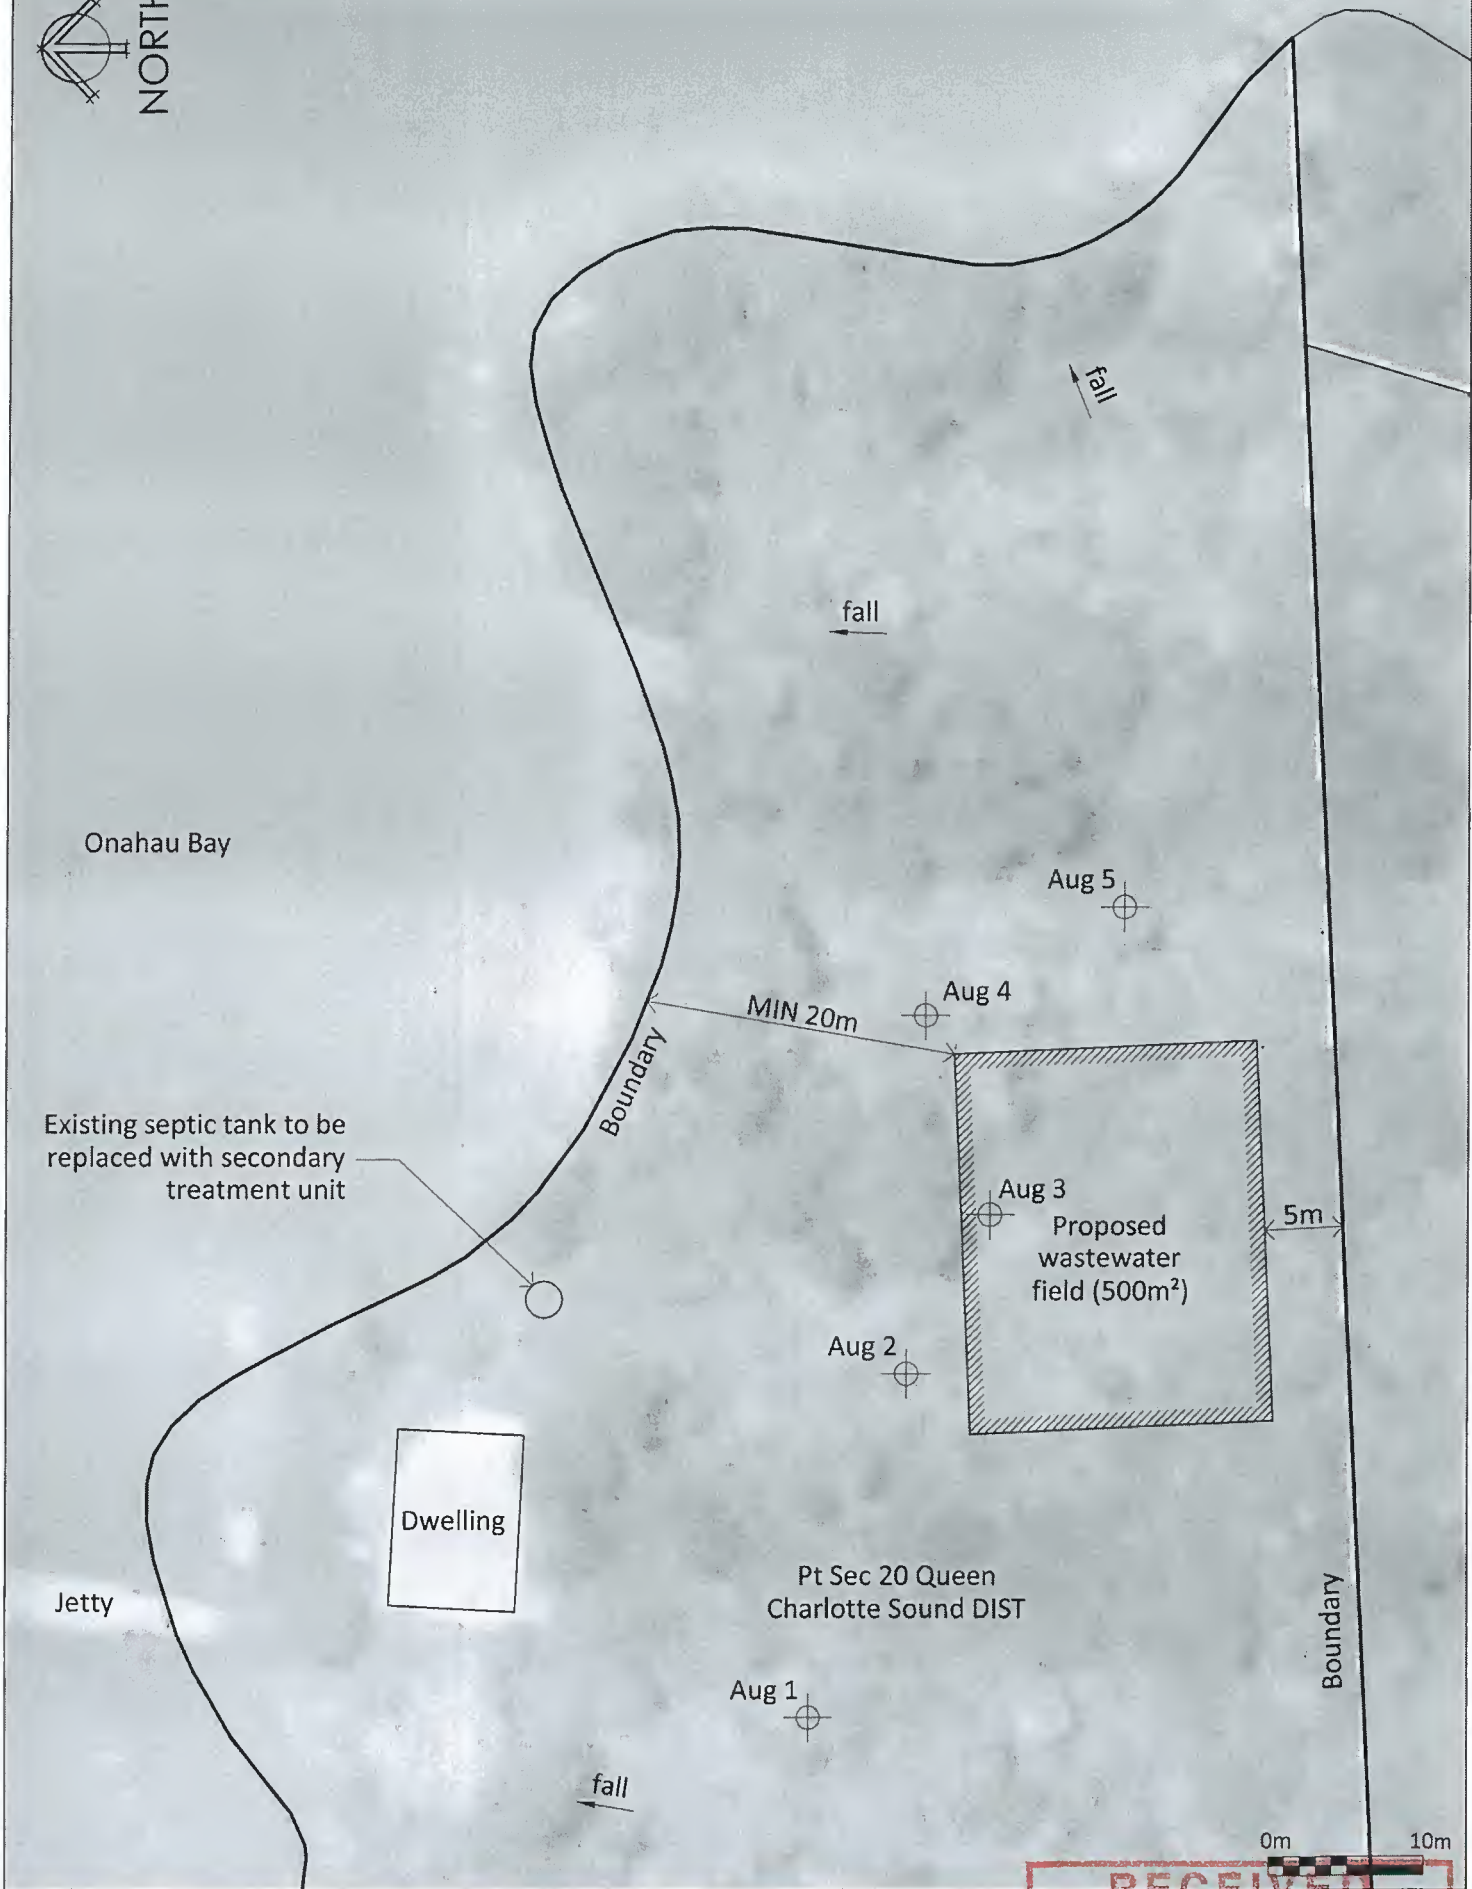 NORTH
fall
fall
Onahau Bay
Aug 5
Aug 4
MIN 20m
Boundary
Existing septic tank to be
replaced with secondary
treatment unit
Aug 3
Proposed
wastewater
field (500m²)
5m
Aug 2
Dwelling
Pt Sec 20 Queen
Charlotte Sound DIST
Jetty
Boundary
Aug 1
fall
0m 10m
RECEIVED